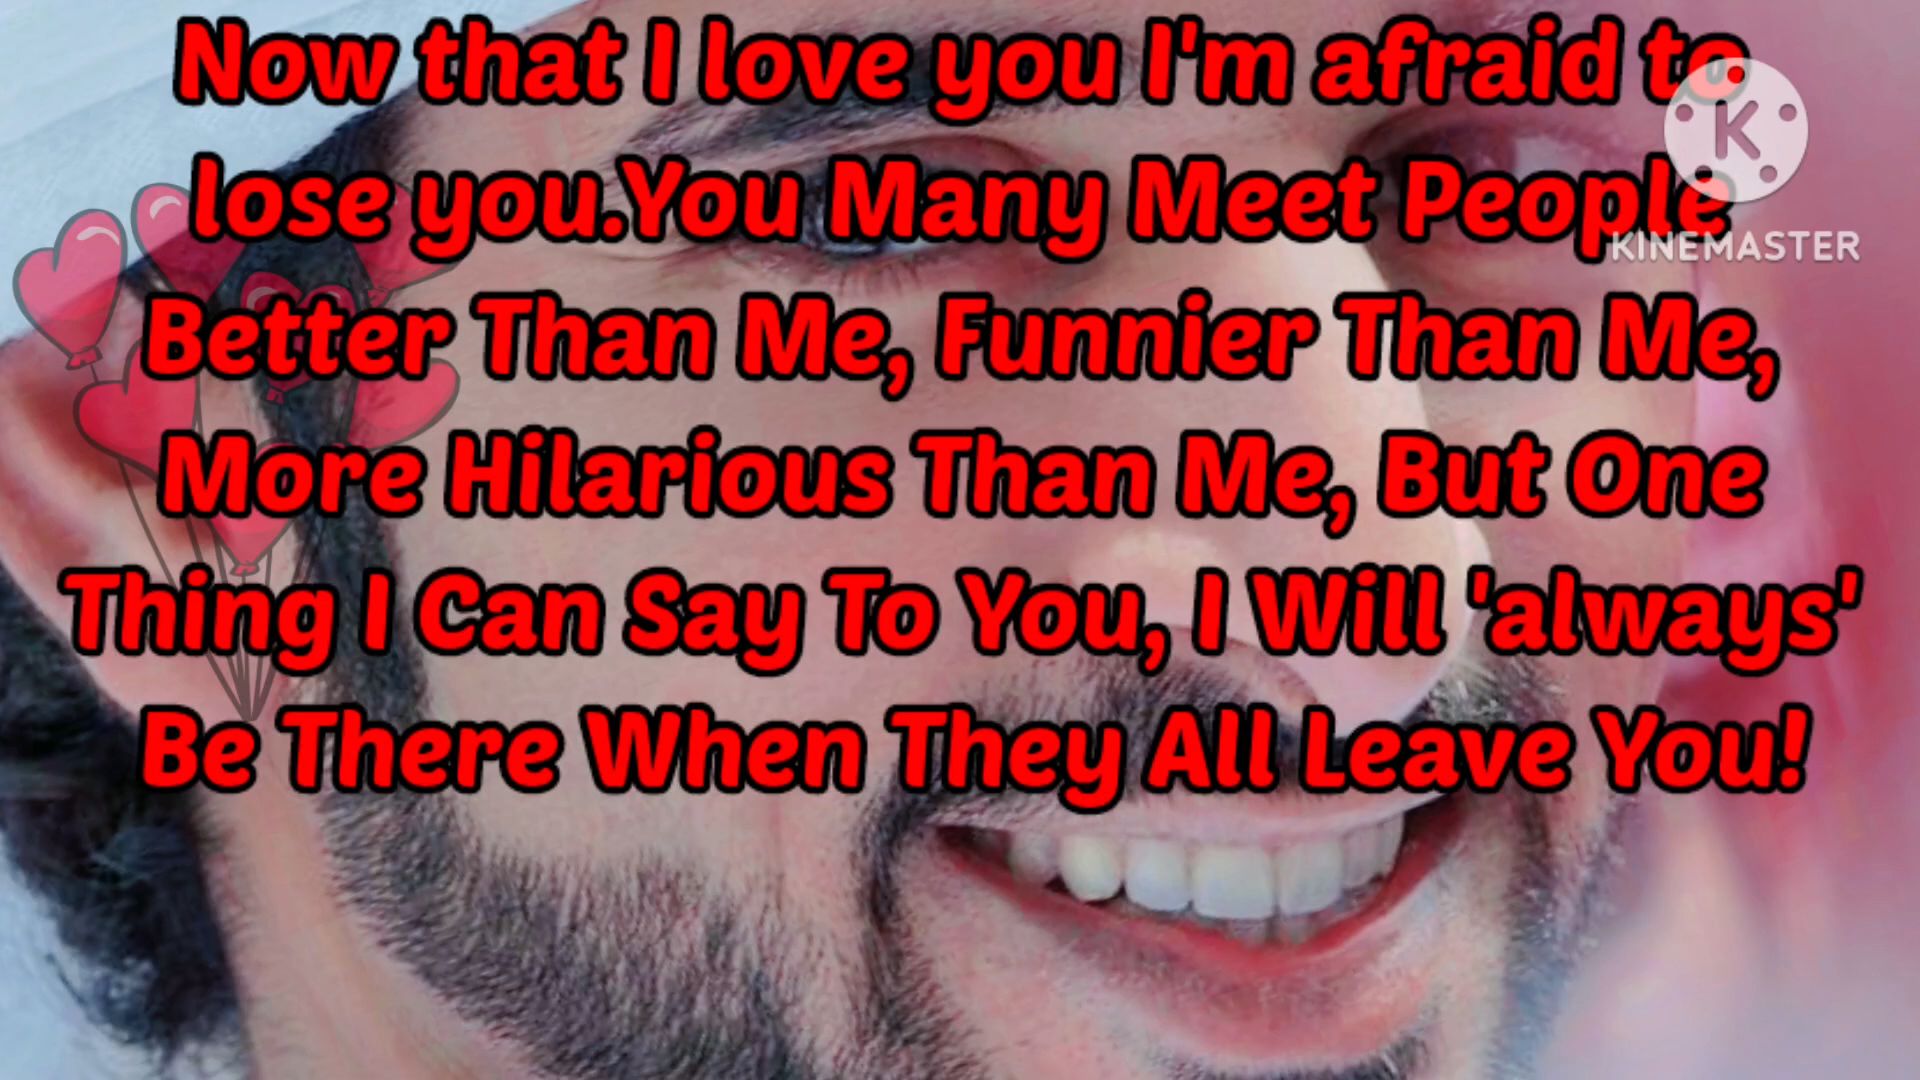 Now that I love you I'm afraid to
lose you.You Many Meet People
Better Than Me, Funnier Than Me,
More Hilarious Than Me, But One
Thing I Can Say To You, I Will 'always'
Be There When They All Leave You!
K
KINEMASTER